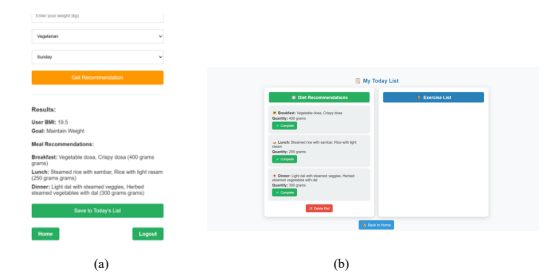 Enter your weight (kg)
Vegetarian
Sunday
Get Recommendation
Results:
User BMI: 19.5
Goal: Maintain Weight
Meal Recommendations:
Breakfast: Vegetable dosa, Crispy dosa (400 grams
grams)
Lunch: Steamed rice with sambar, Rice with light rasam
(250 grams grams)
Dinner: Light dal with steamed veggies, Herbed
steamed vegetables with dal (300 grams grams)
Save to Today's List
Home
Logout
(a)
My Today List
Diet Recommendations
Breakfast: Vegetable dosa, Crispy dosa
Quantity: 400 grams
Complete
Lunch: Steamed rice with sambar, Rice with light
rasam
Quantity: 250 grams
Complete
Dinner: Light dal with steamed veggies, Herbed
steamed vegetables with dal
Quantity: 300 grams
Complete
Delete Diet
Exercise List
Back to Home
(b)